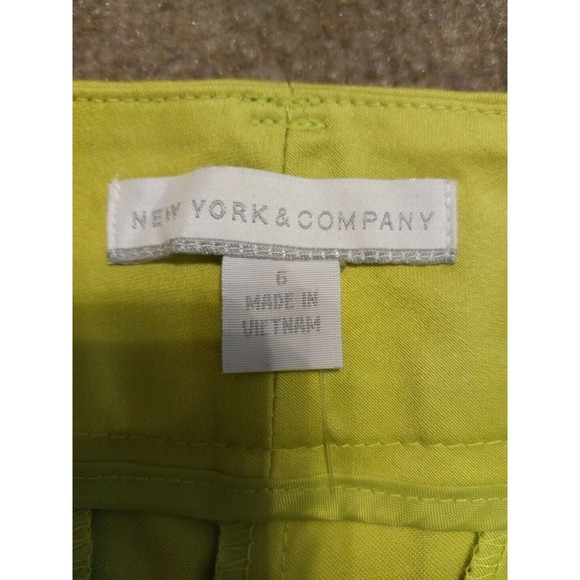 NEW YORK & COMPANY
6
MADE IN
VIETNAM